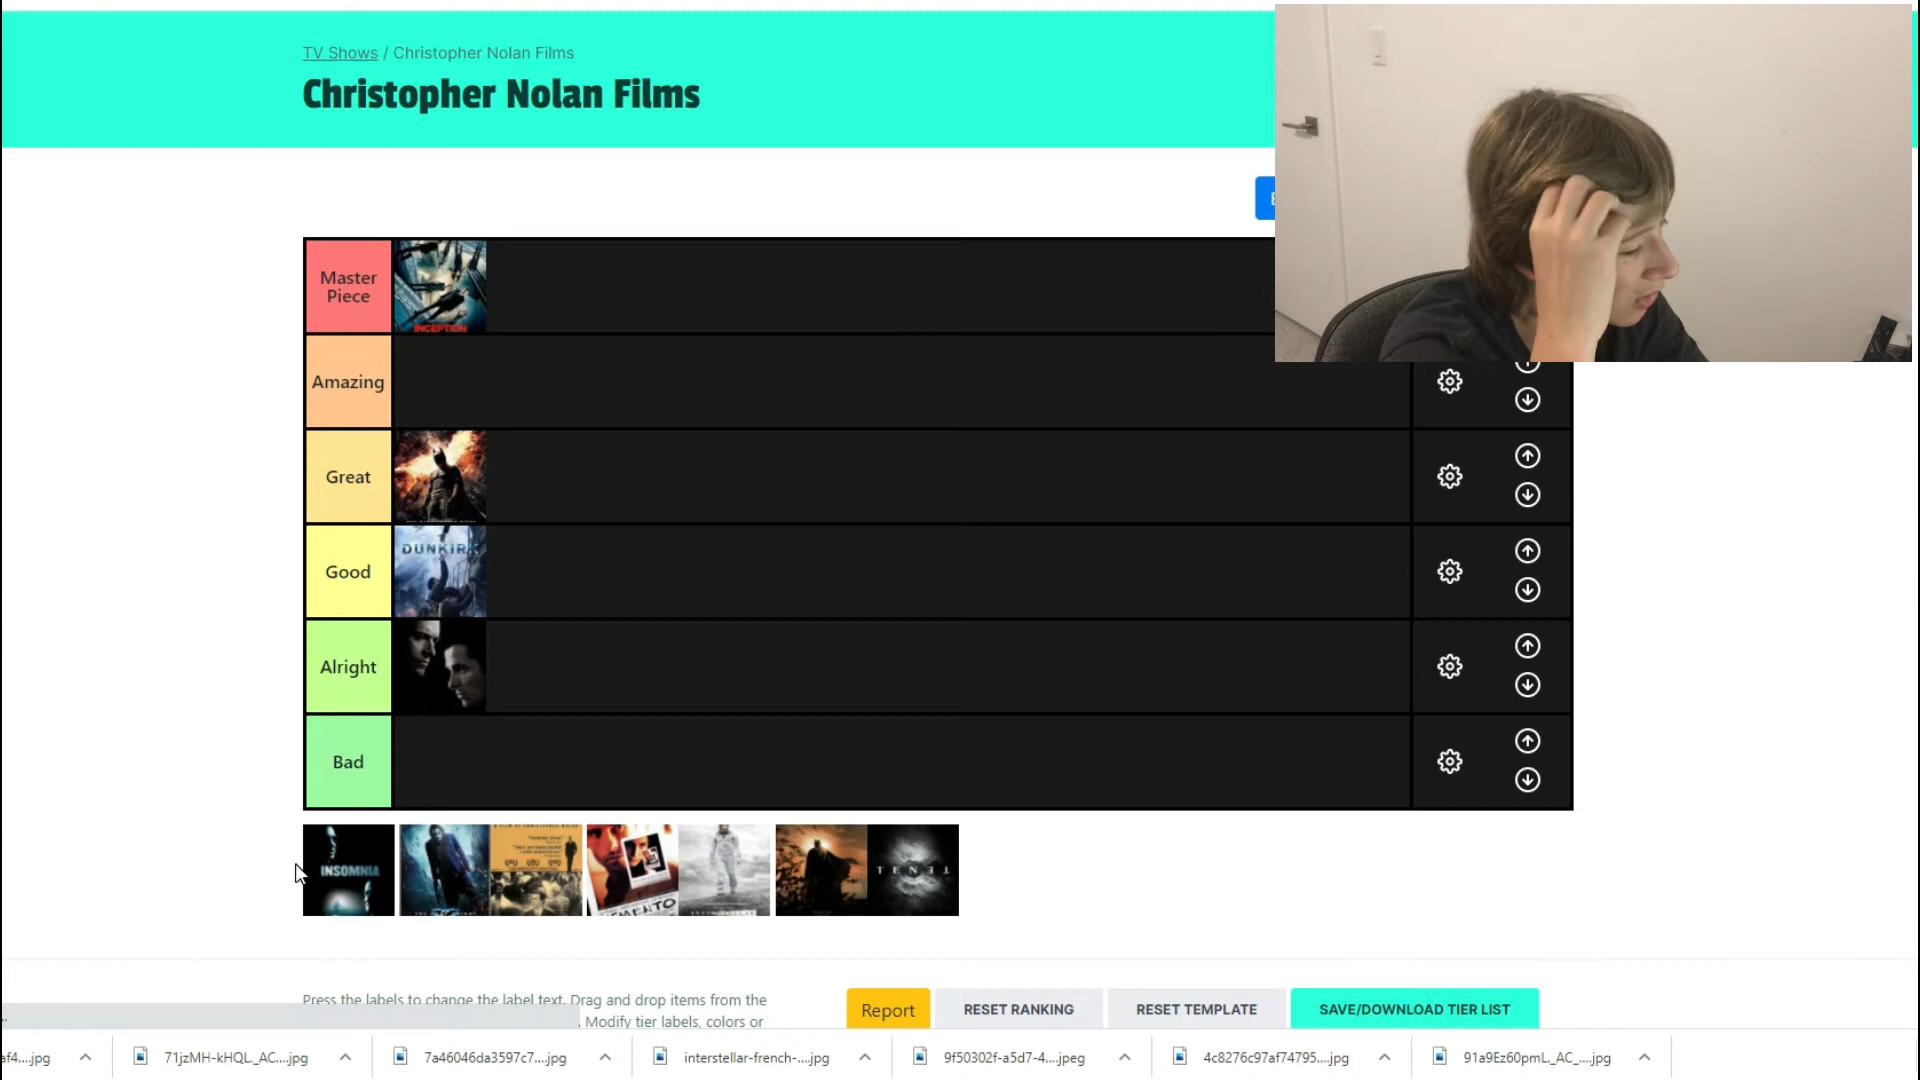 TV Shows / Christopher Nolan Films
Christopher Nolan Films
Master
Piece
INCEPTION
Amazing
Great
Good
DUNKIRK
Alright
Bad
INSOMNIA
MEMENTO
TENET
Press the labels to change the label text. Drag and drop items from the
. Modify tier labels, colors or
Report
RESET RANKING
RESET TEMPLATE
SAVE/DOWNLOAD TIER LIST
af4....jpg
71jzMH-kHQL._AC....jpg
7a46046da3597c7....jpg
interstellar-french-....jpg
9f50302f-a5d7-4....jpeg
4c8276c97af74795....jpg
91a9Ez60pmL._AC_....jpg